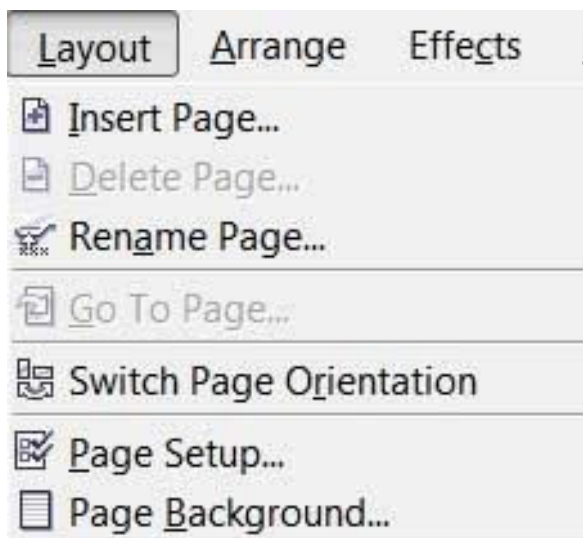 Layout Arrange Effects
Insert Page...
Delete Page...
Rename Page...
Go To Page...
Switch Page Orientation
Page Setup...
Page Background...